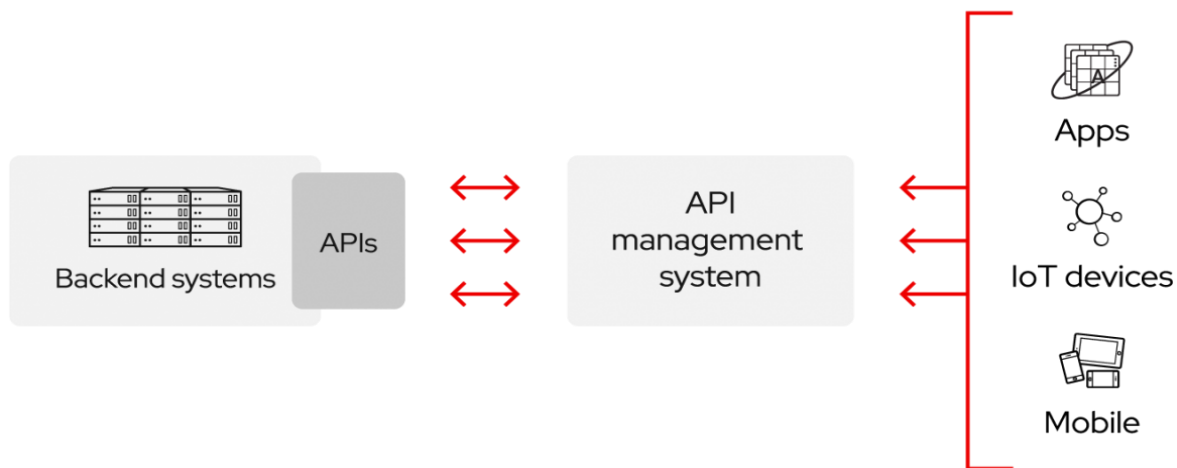 Backend systems
APIs
API
management
system
A
Apps
IoT devices
Mobile